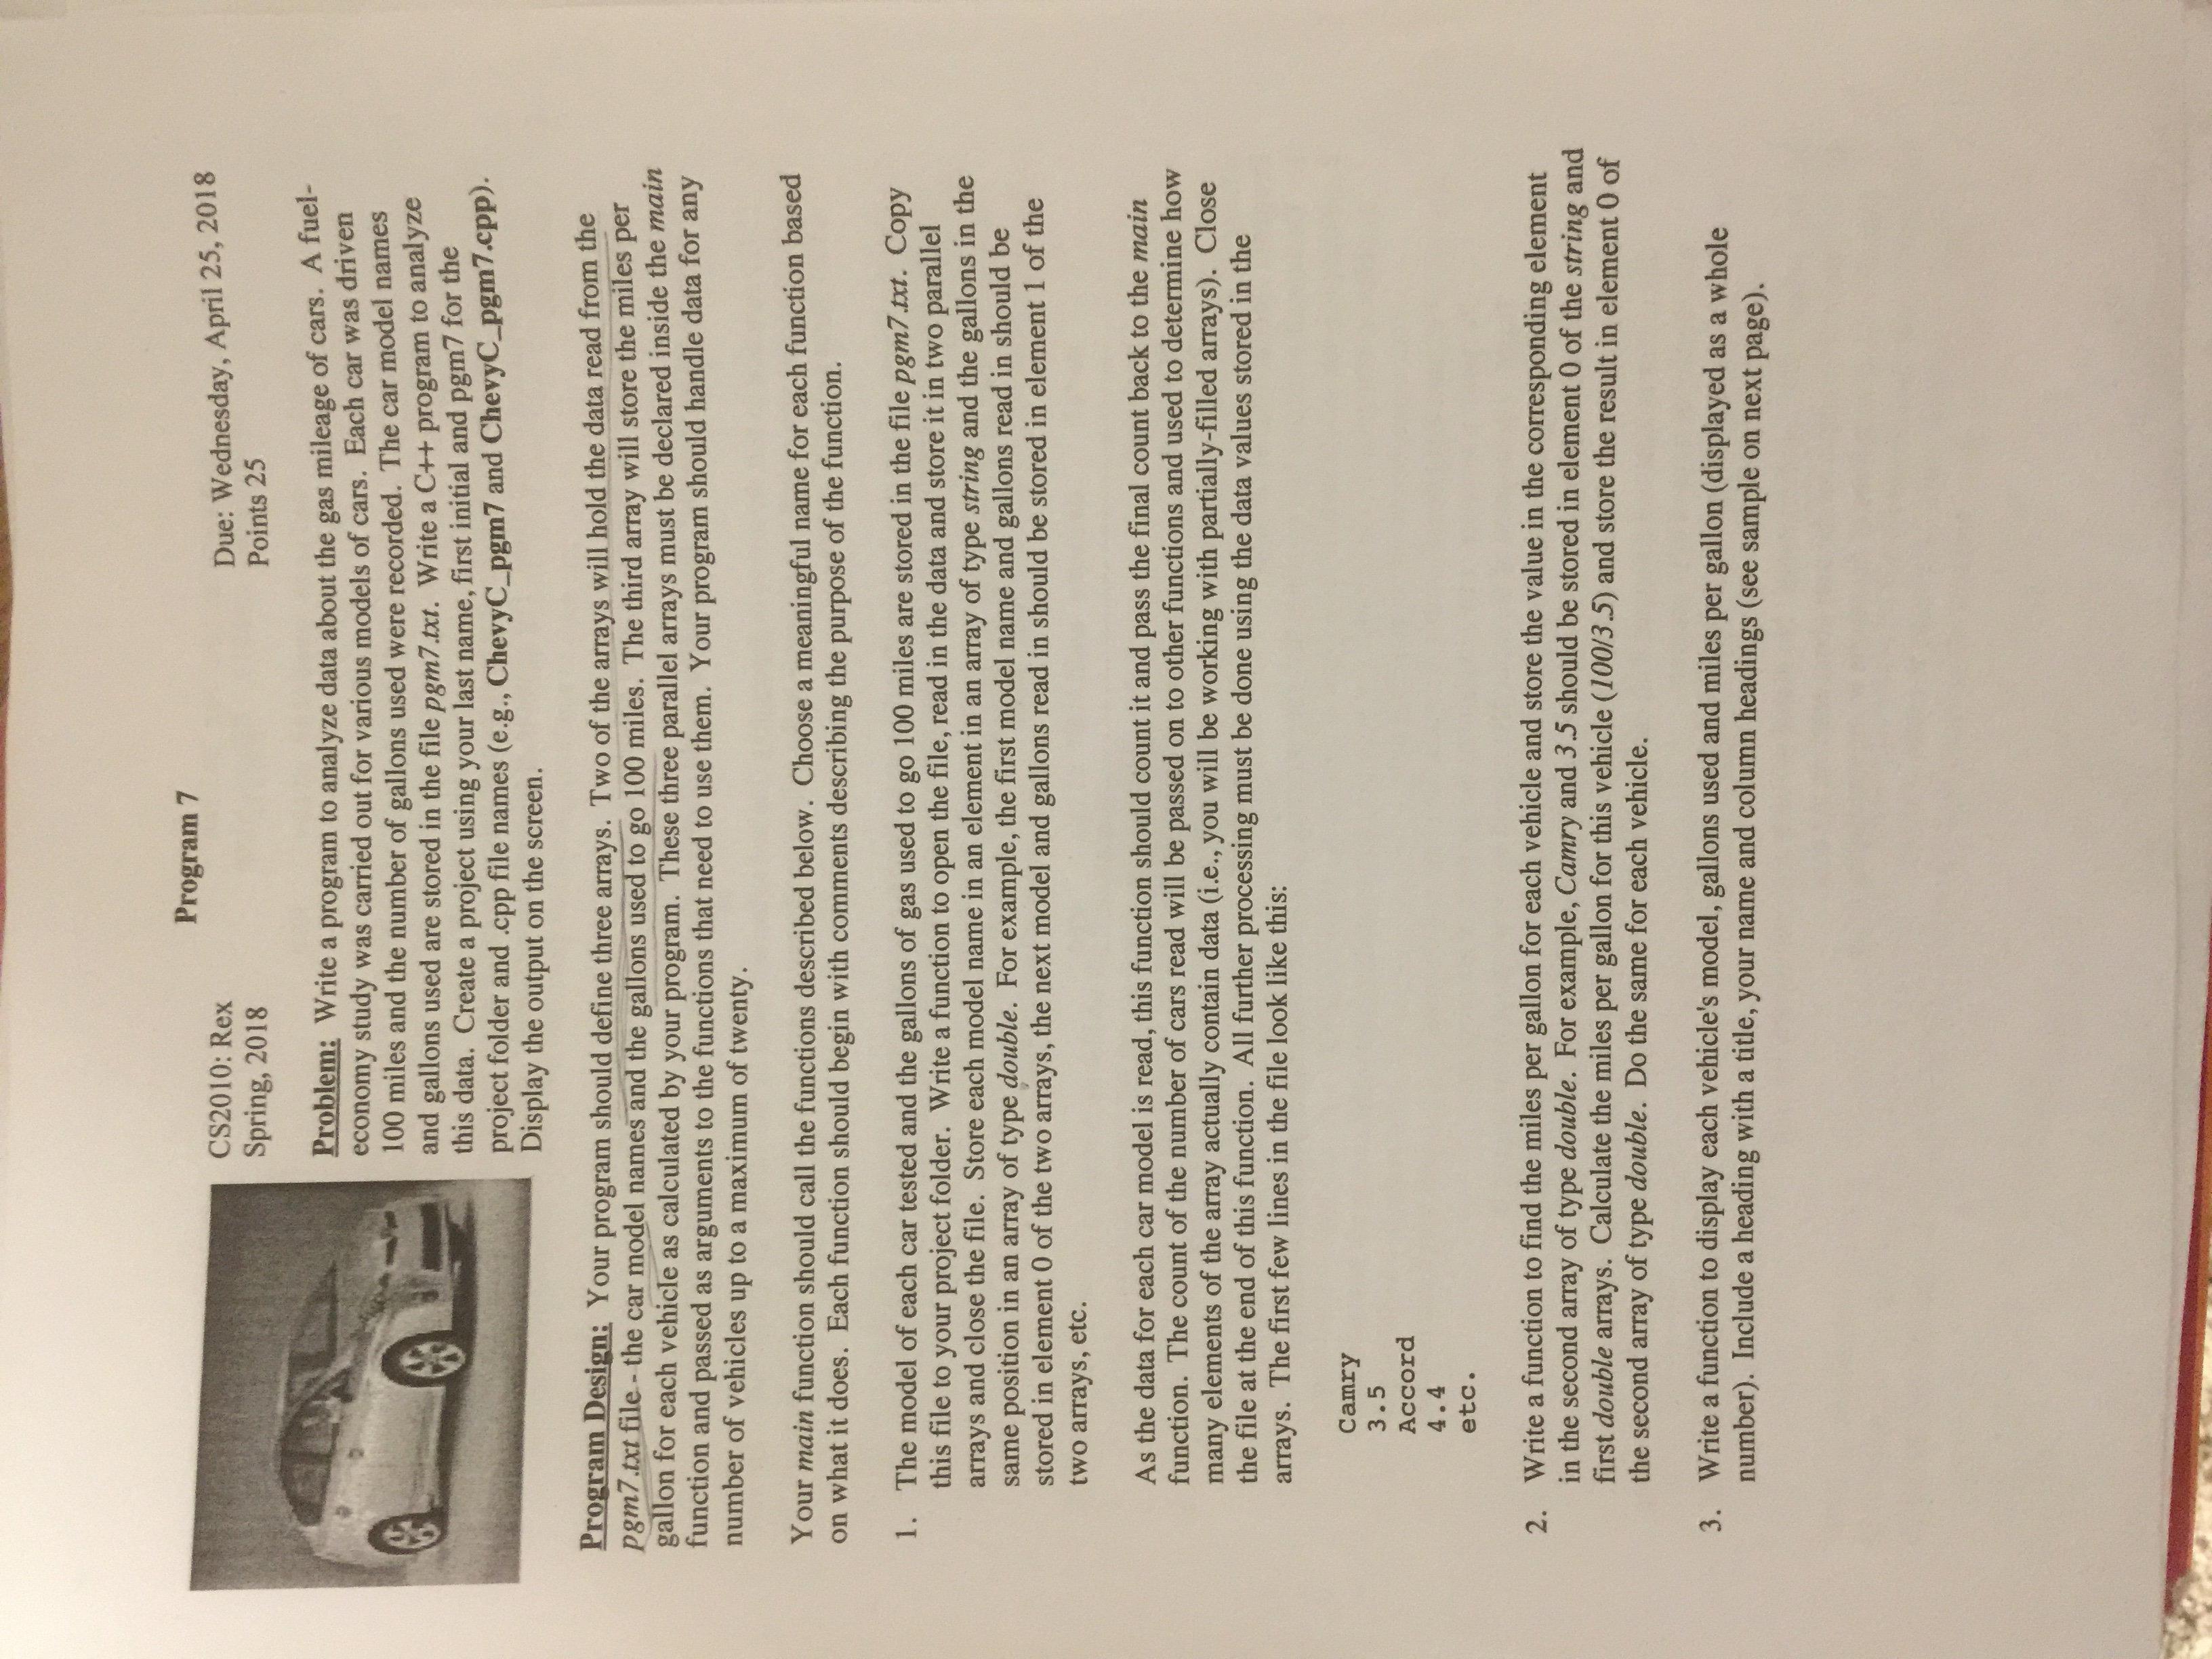 Program 7
CS2010: Rex
Due: Wednesday, April 25, 2018
Spring, 2018
Points 25
Problem: Write a program to analyze data about the gas mileage of cars. A fuel-
economy study was carried out for various models of cars. Each car was driven
100 miles and the number of gallons used were recorded. The car model names
and gallons used are stored in the file pgm7.txt. Write a C++ program to analyze
this data. Create a project using your last name, first initial and pgm7 for the
project folder and .cpp file names (e.g., ChevyC_pgm7 and ChevyC_pgm7.cpp).
Display the output on the screen.
Program Design: Your program should define three arrays. Two of the arrays will hold the data read from the
pgm7.txt file - the car model names and the gallons used to go 100 miles. The third array will store the miles per
gallon for each vehicle as calculated by your program. These three parallel arrays must be declared inside the main
function and passed as arguments to the functions that need to use them. Your program should handle data for any
number of vehicles up to a maximum of twenty.
Your main function should call the functions described below. Choose a meaningful name for each function based
on what it does. Each function should begin with comments describing the purpose of the function.
1. The model of each car tested and the gallons of gas used to go 100 miles are stored in the file pgm7.txt. Copy
this file to your project folder. Write a function to open the file, read in the data and store it in two parallel
arrays and close the file. Store each model name in an element in an array of type string and the gallons in the
same position in an array of type double. For example, the first model name and gallons read in should be
stored in element 0 of the two arrays, the next model and gallons read in should be stored in element 1 of the
two arrays, etc.
As the data for each car model is read, this function should count it and pass the final count back to the main
function. The count of the number of cars read will be passed on to other functions and used to determine how
many elements of the array actually contain data (i.e., you will be working with partially-filled arrays). Close
the file at the end of this function. All further processing must be done using the data values stored in the
arrays. The first few lines in the file look like this:
Camry
3.5
Accord
4.4
etc.
2. Write a function to find the miles per gallon for each vehicle and store the value in the corresponding element
in the second array of type double. For example, Camry and 3.5 should be stored in element 0 of the string and
first double arrays. Calculate the miles per gallon for this vehicle (100/3.5) and store the result in element 0 of
the second array of type double. Do the same for each vehicle.
3. Write a function to display each vehicle's model, gallons used and miles per gallon (displayed as a whole
number). Include a heading with a title, your name and column headings (see sample on next page).